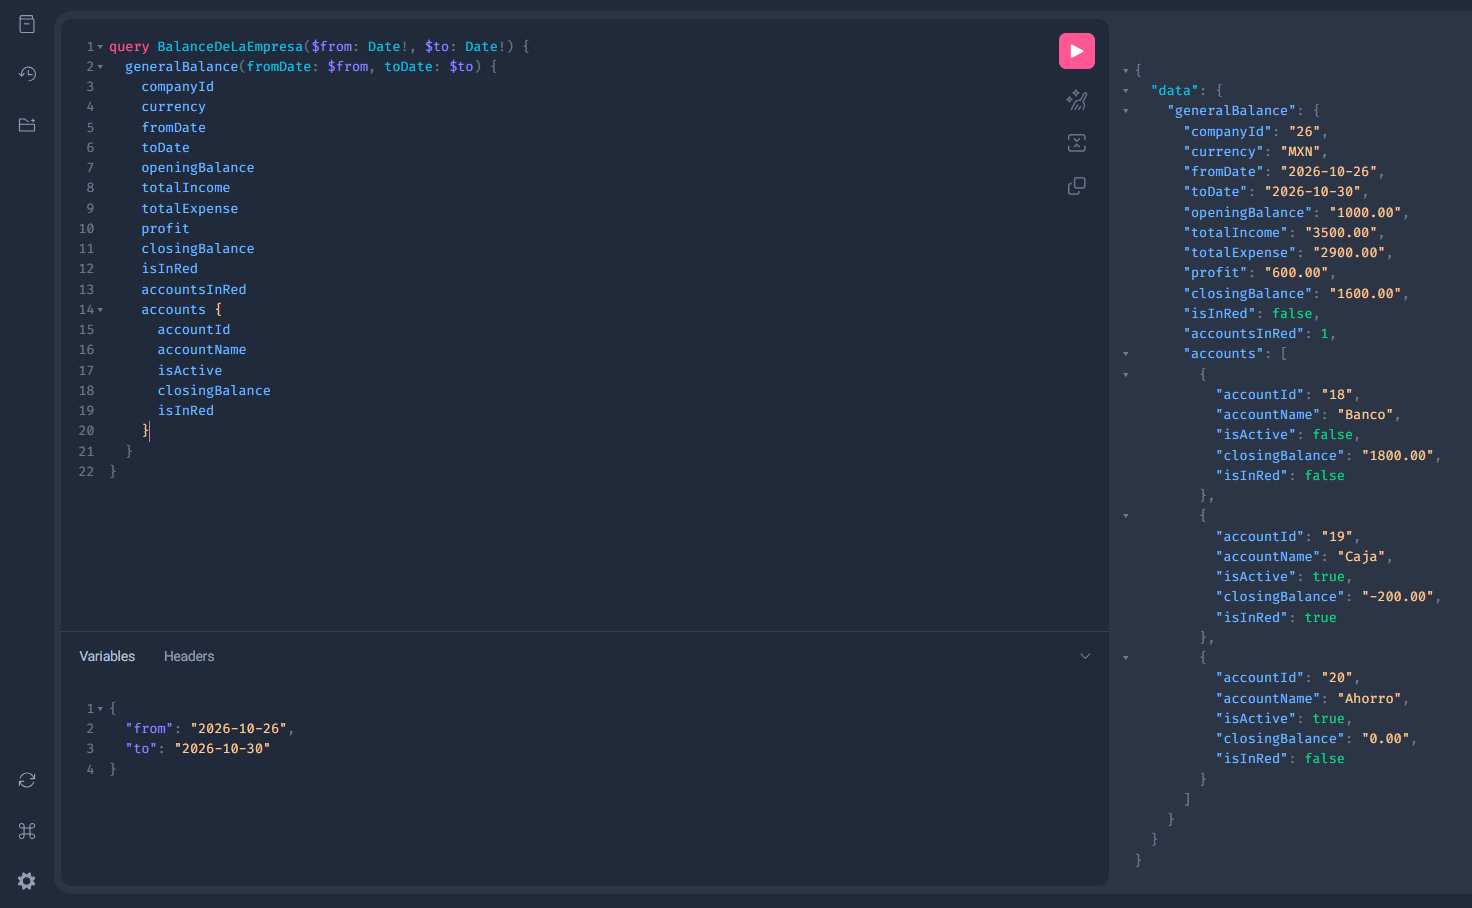 1 query BalanceDeLaEmpresa($from: Date!, $to: Date!) {
2 generalBalance(fromDate: $from, toDate: $to) {
3 companyId
4 currency
5 fromDate
6 toDate
7 openingBalance
8 totalIncome
9 totalExpense
10 profit
11 closingBalance
12 isInRed
13 accountsInRed
14 accounts {
15 accountId
16 accountName
17 isActive
18 closingBalance
19 isInRed
20 }
21 }
22 }
Variables Headers
1 {
2 "from": "2026-10-26",
3 "to": "2026-10-30"
4 }
{
"data": {
"generalBalance": {
"companyId": "26",
"currency": "MXN",
"fromDate": "2026-10-26",
"toDate": "2026-10-30",
"openingBalance": "1000.00",
"totalIncome": "3500.00",
"totalExpense": "2900.00",
"profit": "600.00",
"closingBalance": "1600.00",
"isInRed": false,
"accountsInRed": 1,
"accounts": [
{
"accountId": "18",
"accountName": "Banco",
"isActive": false,
"closingBalance": "1800.00",
"isInRed": false
},
{
"accountId": "19",
"accountName": "Caja",
"isActive": true,
"closingBalance": "-200.00",
"isInRed": true
},
{
"accountId": "20",
"accountName": "Ahorro",
"isActive": true,
"closingBalance": "0.00",
"isInRed": false
}
]
}
}
}